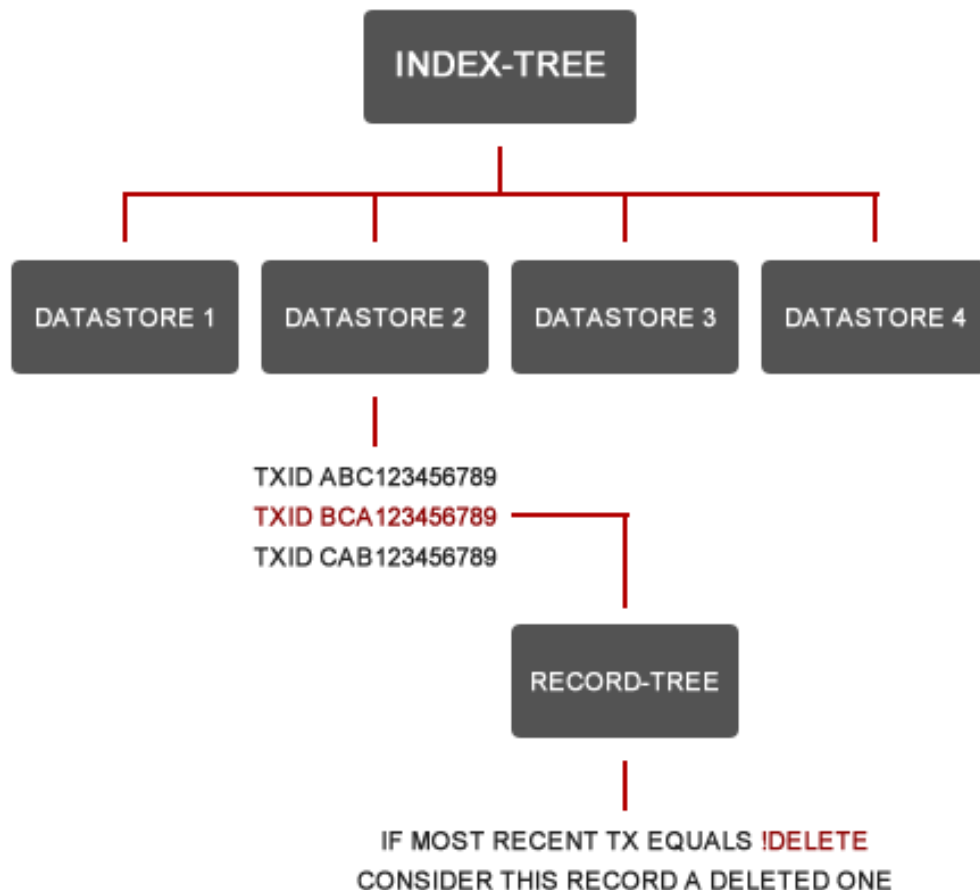 INDEX-TREE
DATASTORE 1
DATASTORE 2
DATASTORE 3
DATASTORE 4
TXID ABC123456789
TXID BCA123456789
TXID CAB123456789
RECORD-TREE
IF MOST RECENT TX EQUALS !DELETE
CONSIDER THIS RECORD A DELETED ONE